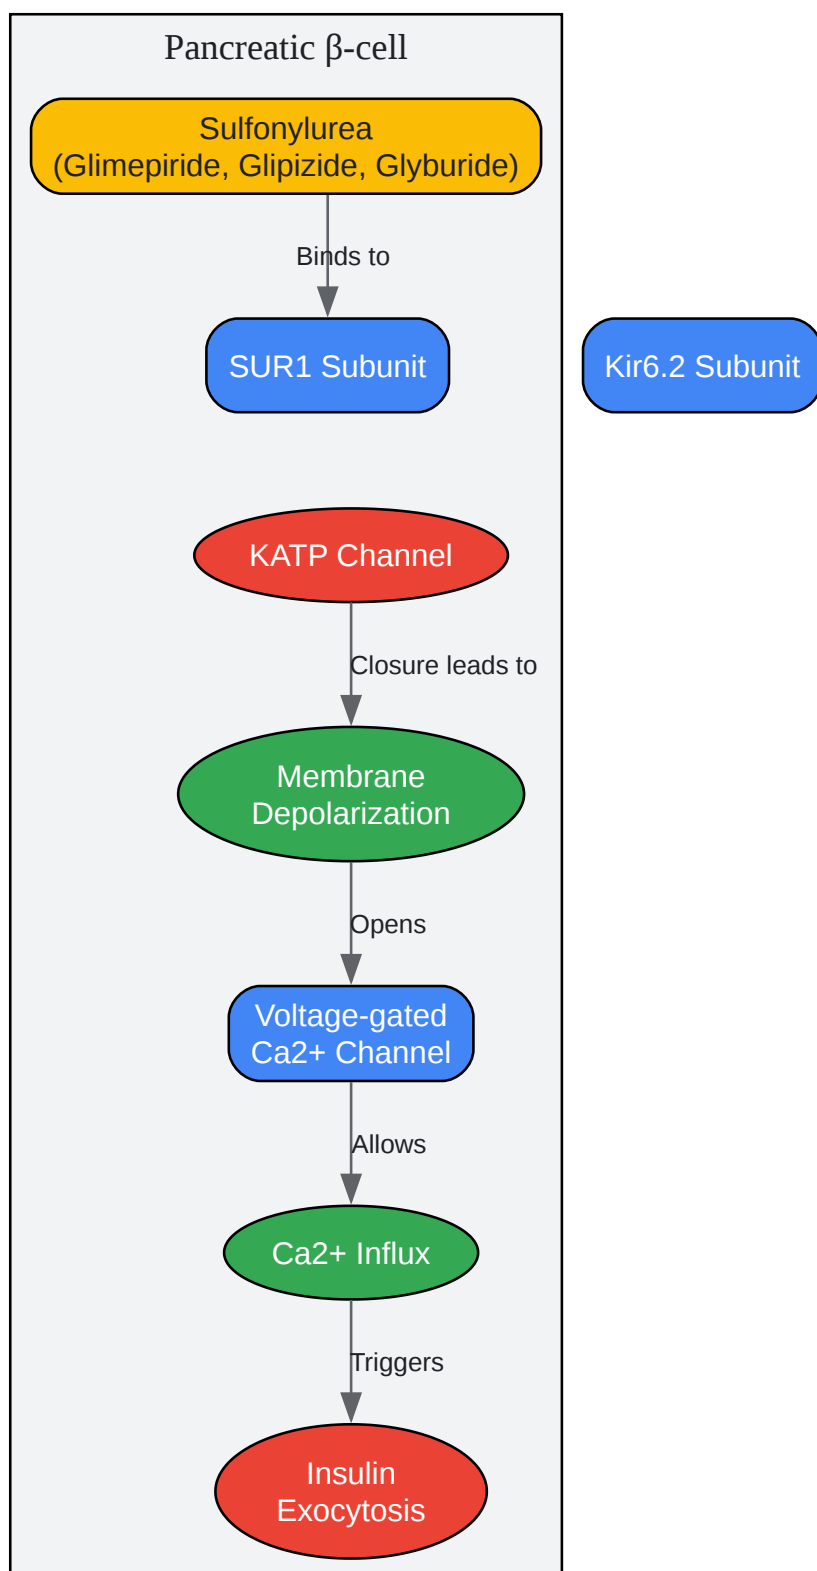 Pancreatic β-cell
Sulfonylurea
(Glimepiride, Glipizide, Glyburide)
Binds to
SUR1 Subunit
Kir6.2 Subunit
KATP Channel
Closure leads to
Membrane
Depolarization
Opens
Voltage-gated
Ca2+ Channel
Allows
Ca2+ Influx
Triggers
Insulin
Exocytosis